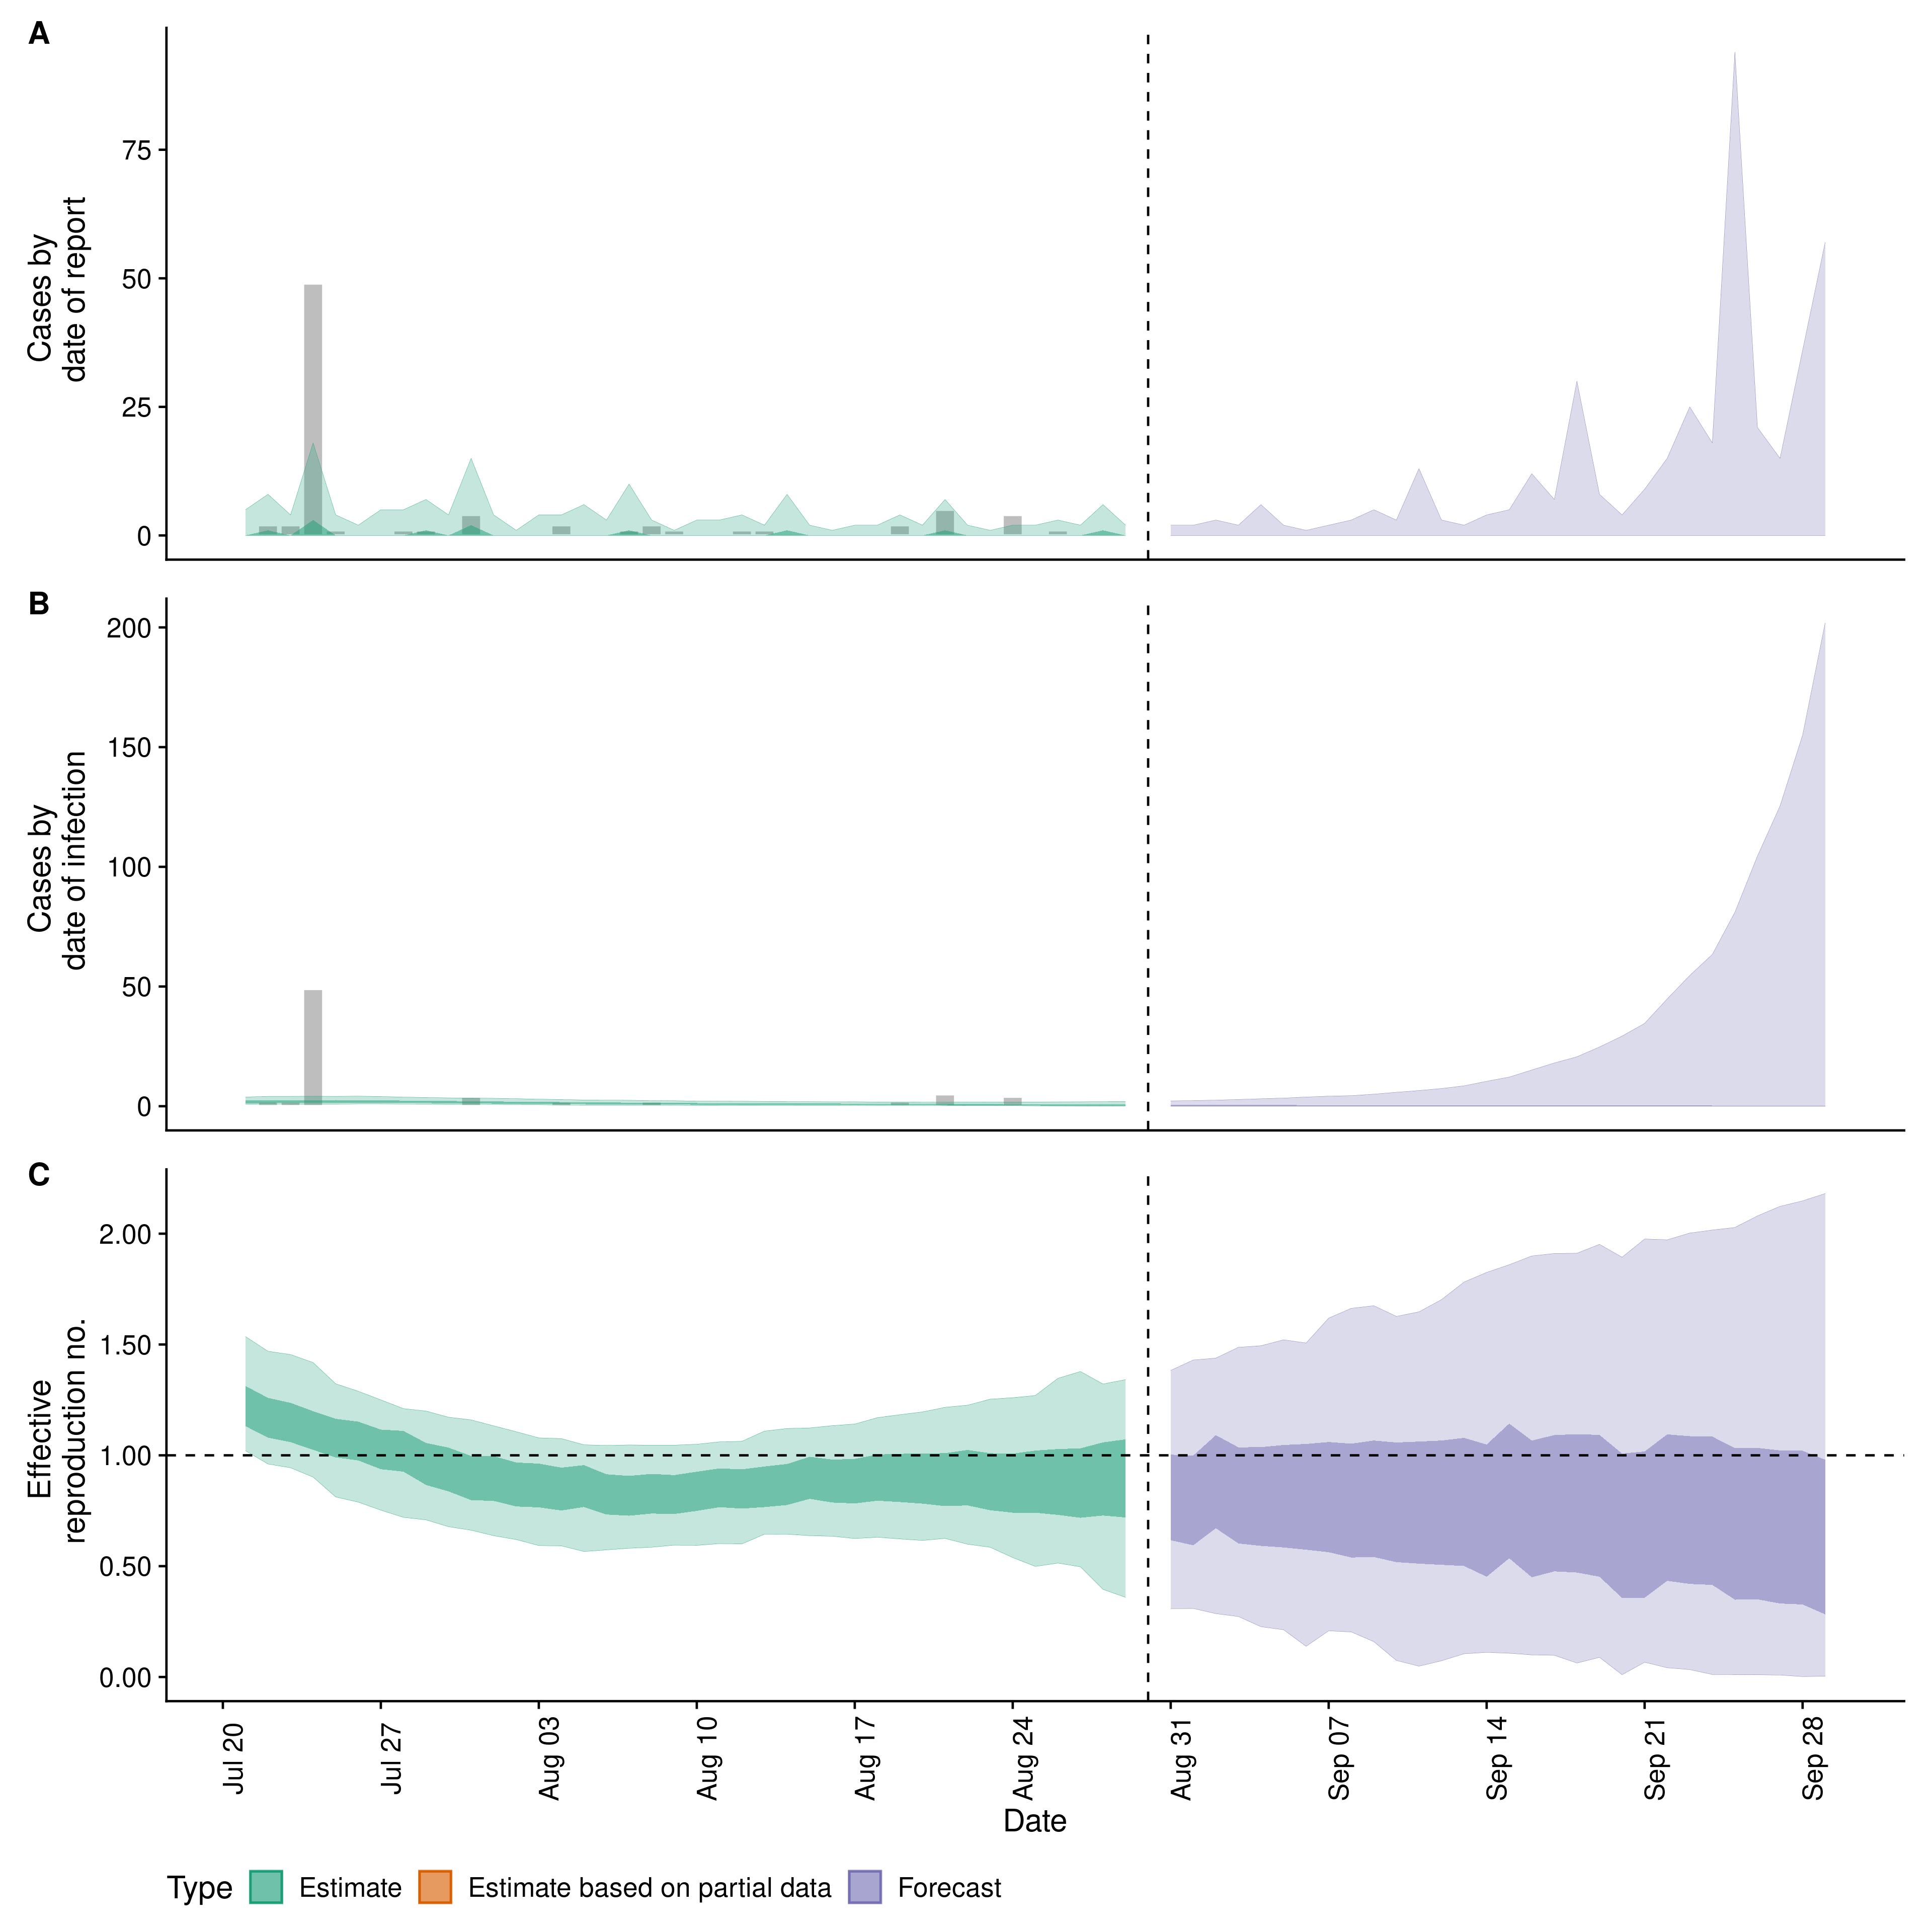 A
Cases by
date of report
75
50
25
0
B
Cases by
date of infection
200
150
100
50
0
C
Effective
reproduction no.
2.00
1.50
1.00
0.50
0.00
Jul 20
Jul 27
Aug 03
Aug 10
Aug 17
Aug 24
Aug 31
Sep 07
Sep 14
Sep 21
Sep 28
Date
Type Estimate Estimate based on partial data Forecast